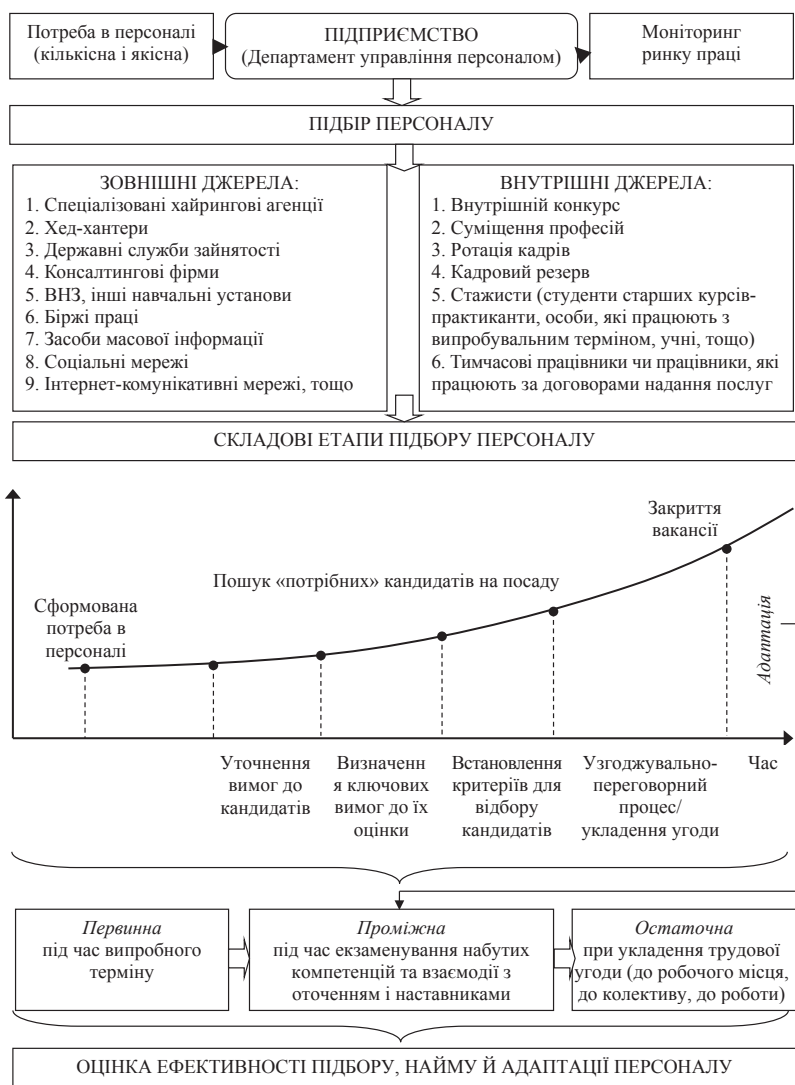 Потреба в персоналі
(кількісна і якісна)
ПІДПРИЄМСТВО
(Департамент управління персоналом)
Моніторинг
ринку праці
ПІДБІР ПЕРСОНАЛУ
ЗОВНІШНІ ДЖЕРЕЛА:
1. Спеціалізовані хайрингові агенції
2. Хед-хантери
3. Державні служби зайнятості
4. Консалтингові фірми
5. ВНЗ, інші навчальні установи
6. Біржі праці
7. Засоби масової інформації
8. Соціальні мережі
9. Інтернет-комунікативні мережі, тощо
ВНУТРІШНІ ДЖЕРЕЛА:
1. Внутрішній конкурс
2. Суміщення професій
3. Ротація кадрів
4. Кадровий резерв
5. Стажисти (студенти старших курсів-
практиканти, особи, які працюють з
випробувальним терміном, учні, тощо)
6. Тимчасові працівники чи працівники, які
працюють за договорами надання послуг
СКЛАДОВІ ЕТАПИ ПІДБОРУ ПЕРСОНАЛУ
Закриття
вакансії
Пошук «потрібних» кандидатів на посаду
Сформована
потреба в
персоналі
Адаптація
Уточнення
вимог до
кандидатів
Визначенн
я ключових
вимог до їх
оцінки
Встановлення
критеріїв для
відбору
кандидатів
Узгоджувально-
переговорний
процес/
укладення угоди
Час
Первинна
під час випробного
терміну
Проміжна
під час екзаменування набутих
компетенцій та взаємодії з
оточенням і наставниками
Остаточна
при укладення трудової
угоди (до робочого місця,
до колективу, до роботи)
ОЦІНКА ЕФЕКТИВНОСТІ ПІДБОРУ, НАЙМУ Й АДАПТАЦІЇ ПЕРСОНАЛУ